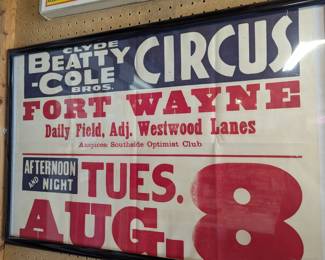 CLYDE
BEATTY
-COLE
BROS.
CIRCUS
FORT WAYNE
Daily Field, Adj. Westwood Lanes
Auspices: Southside Optimist Club
AFTERNOON
AND NIGHT
TUES.
AUG. 8